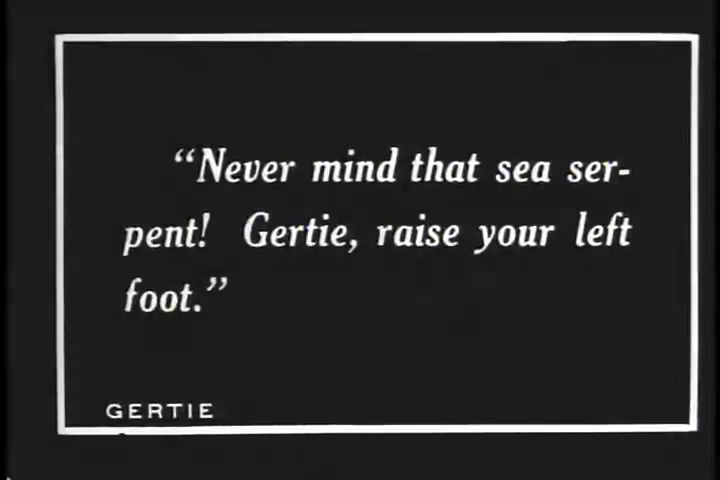 “Never mind that sea ser-
pent! Gertie, raise your left
foot.”
GERTIE